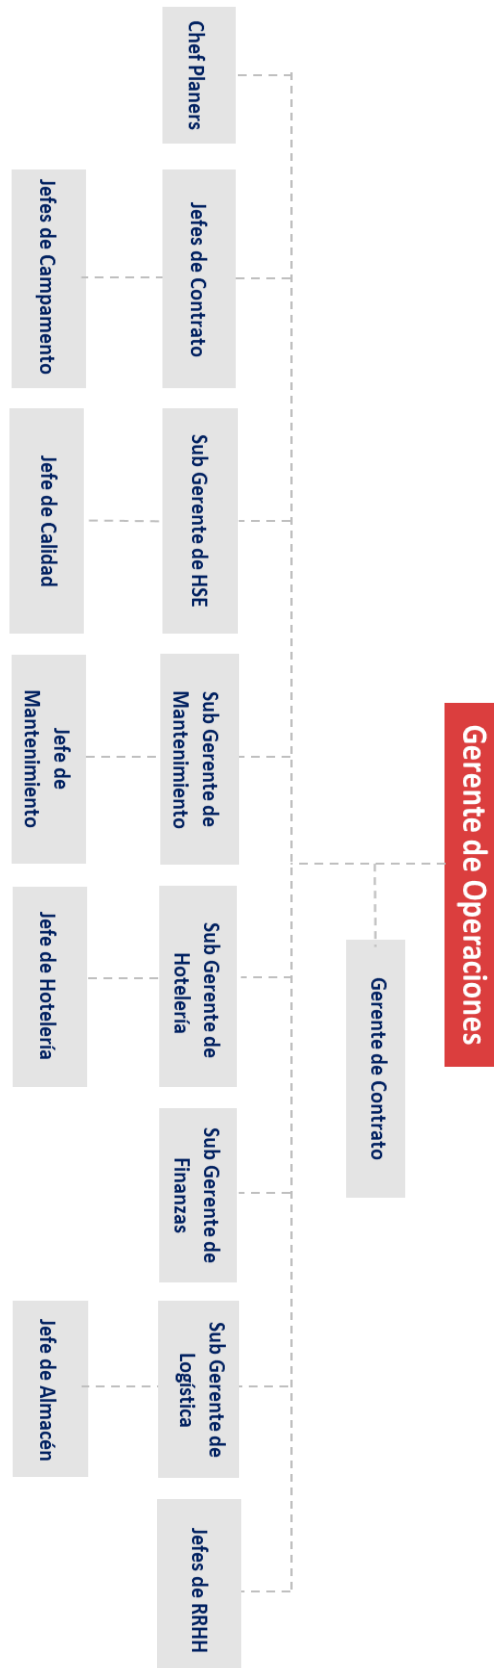 Gerente de Operaciones
Gerente de Contrato
Chef Planers
Jefes de Contrato
Sub Gerente de HSE
Sub Gerente de
Mantenimiento
Sub Gerente de
Hotelería
Sub Gerente de
Finanzas
Sub Gerente de
Logística
Jefes de RRHH
Jefes de Campamento
Jefe de Calidad
Jefe de
Mantenimiento
Jefe de Hotelería
Jefe de Almacén